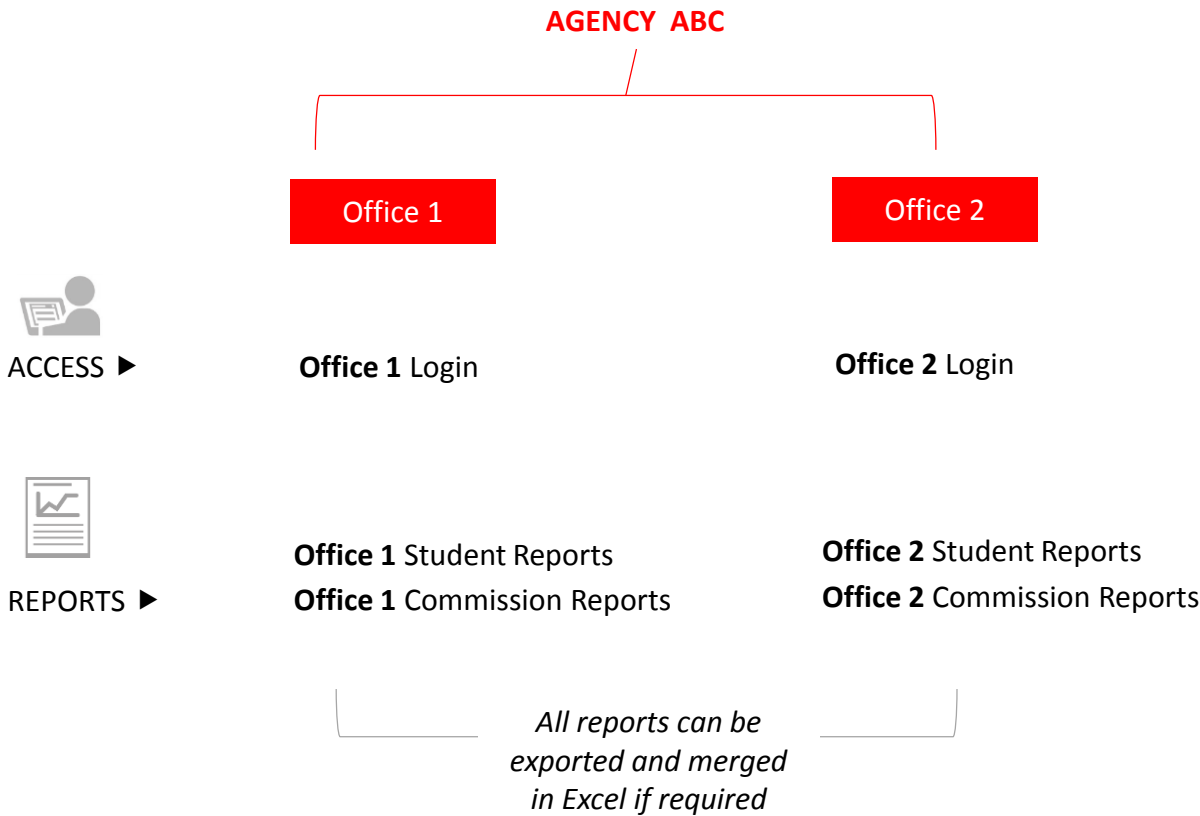 AGENCY ABC
Office 1
Office 2
ACCESS ▶
Office 1 Login
Office 2 Login
REPORTS ▶
Office 1 Student Reports
Office 1 Commission Reports
Office 2 Student Reports
Office 2 Commission Reports
All reports can be
exported and merged
in Excel if required